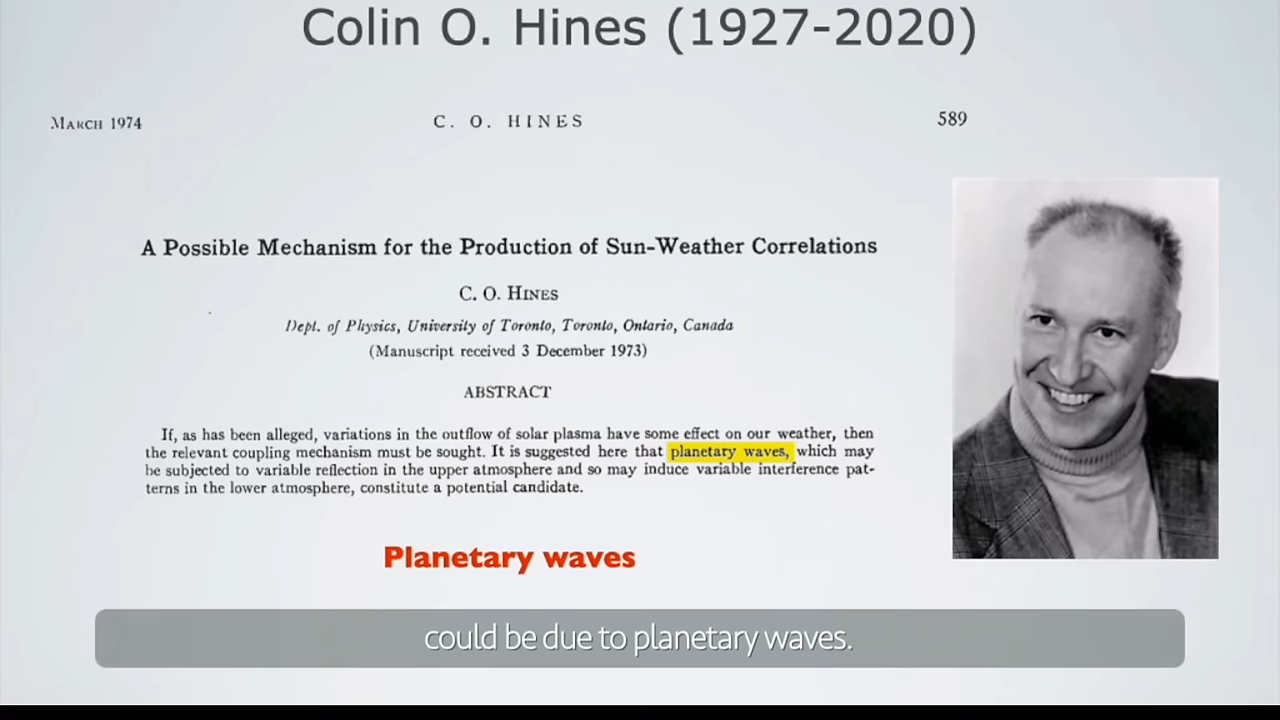 Colin O. Hines (1927-2020)
MARCH 1974 C. O. HINES 589
A Possible Mechanism for the Production of Sun-Weather Correlations
C. O. HINES
Dept. of Physics, University of Toronto, Toronto, Ontario, Canada
(Manuscript received 3 December 1973)
ABSTRACT
If, as has been alleged, variations in the outflow of solar plasma have some effect on our weather, then
the relevant coupling mechanism must be sought. It is suggested here that planetary waves, which may
be subjected to variable reflection in the upper atmosphere and so may induce variable interference pat-
terns in the lower atmosphere, constitute a potential candidate.
Planetary waves
could be due to planetary waves.